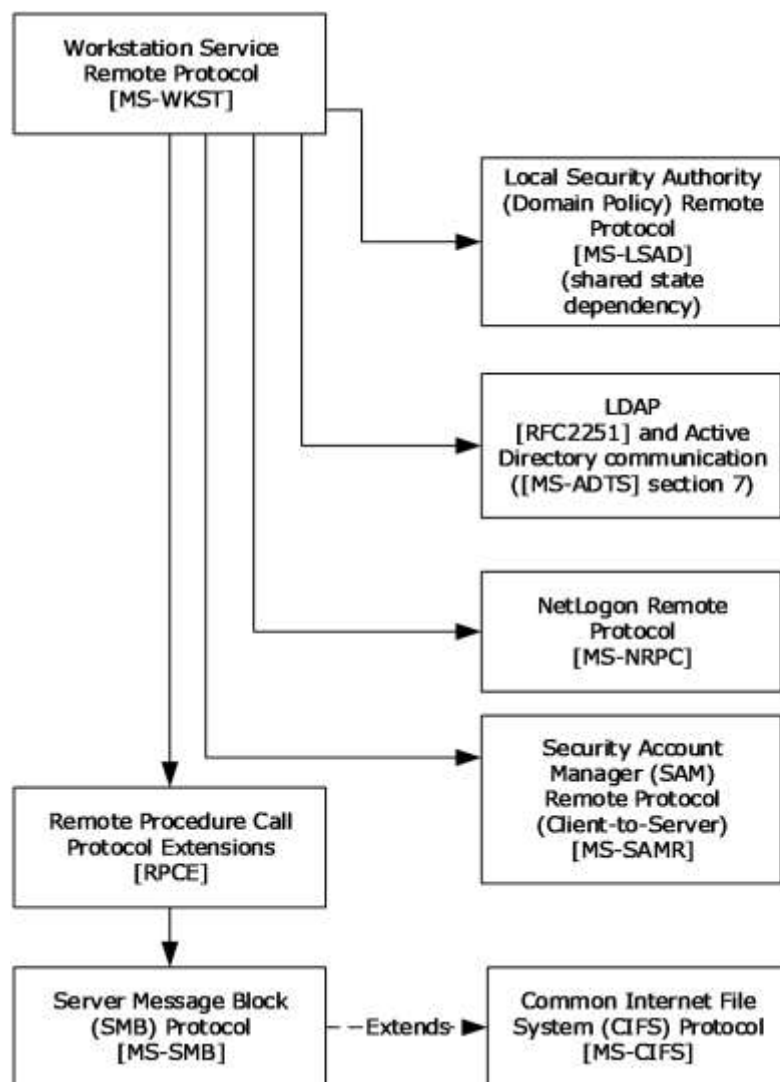 Workstation Service
Remote Protocol
[MS-WKST]
Local Security Authority
(Domain Policy) Remote
Protocol
[MS-LSAD]
(shared state
dependency)
LDAP
[RFC2251] and Active
Directory communication
([MS-ADTS] section 7)
NetLogon Remote
Protocol
[MS-NRPC]
Security Account
Manager (SAM)
Remote Protocol
(Client-to-Server)
[MS-SAMR]
Remote Procedure Call
Protocol Extensions
[RPCE]
Server Message Block
(SMB) Protocol
[MS-SMB]
Extends
Common Internet File
System (CIFS) Protocol
[MS-CIFS]